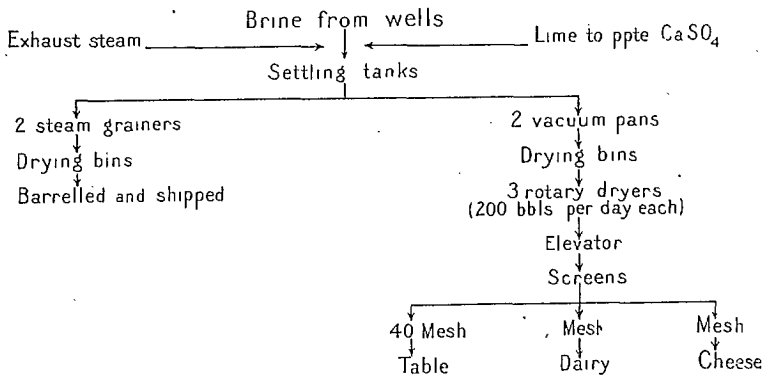 Brine from wells
Exhaust steam
Lime to ppte CaSO₄
Settling tanks
2 steam grainers
Drying bins
Barrelled and shipped
2 vacuum pans
Drying bins
3 rotary dryers
(200 bbls per day each)
Elevator
Screens
40 Mesh
Mesh
Mesh
Table
Dairy
Cheese